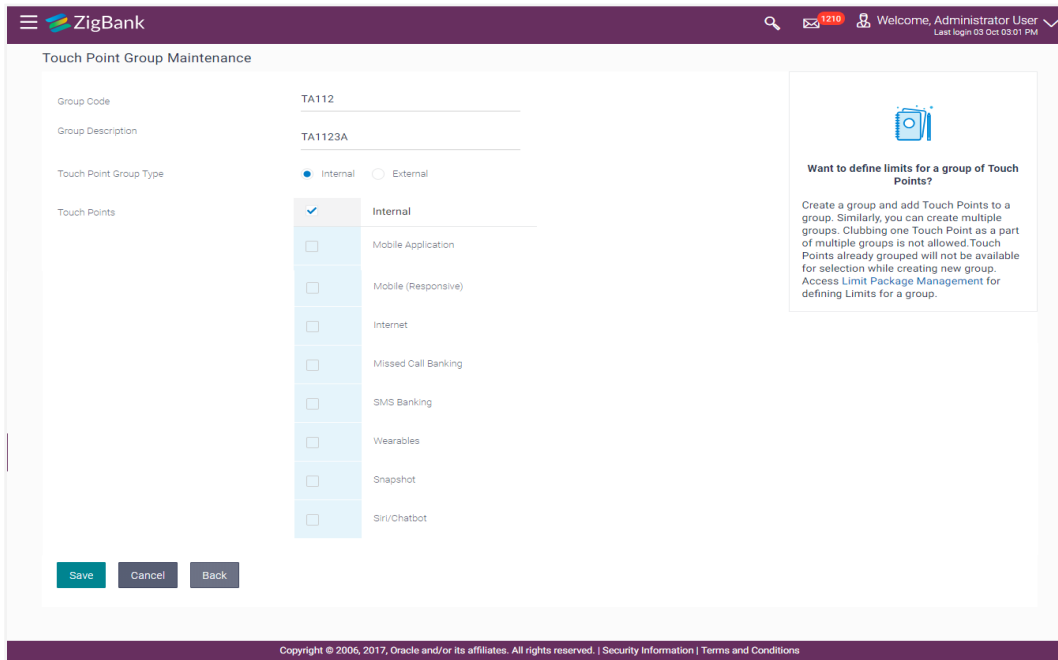 ZigBank
1210
Welcome, Administrator User
Last login 03 Oct 03:01 PM
Touch Point Group Maintenance
Group Code
TA112
Group Description
TA1123A
Touch Point Group Type
Internal
External
Touch Points
Internal
Mobile Application
Mobile (Responsive)
Internet
Missed Call Banking
SMS Banking
Wearables
Snapshot
Siri/Chatbot
Save
Cancel
Back
Want to define limits for a group of Touch
Points?
Create a group and add Touch Points to a
group. Similarly, you can create multiple
groups. Clubbing one Touch Point as a part
of multiple groups is not allowed.Touch
Points already grouped will not be available
for selection while creating new group.
Access Limit Package Management for
defining Limits for a group.
Copyright © 2006, 2017, Oracle and/or its affiliates. All rights reserved. | Security Information | Terms and Conditions